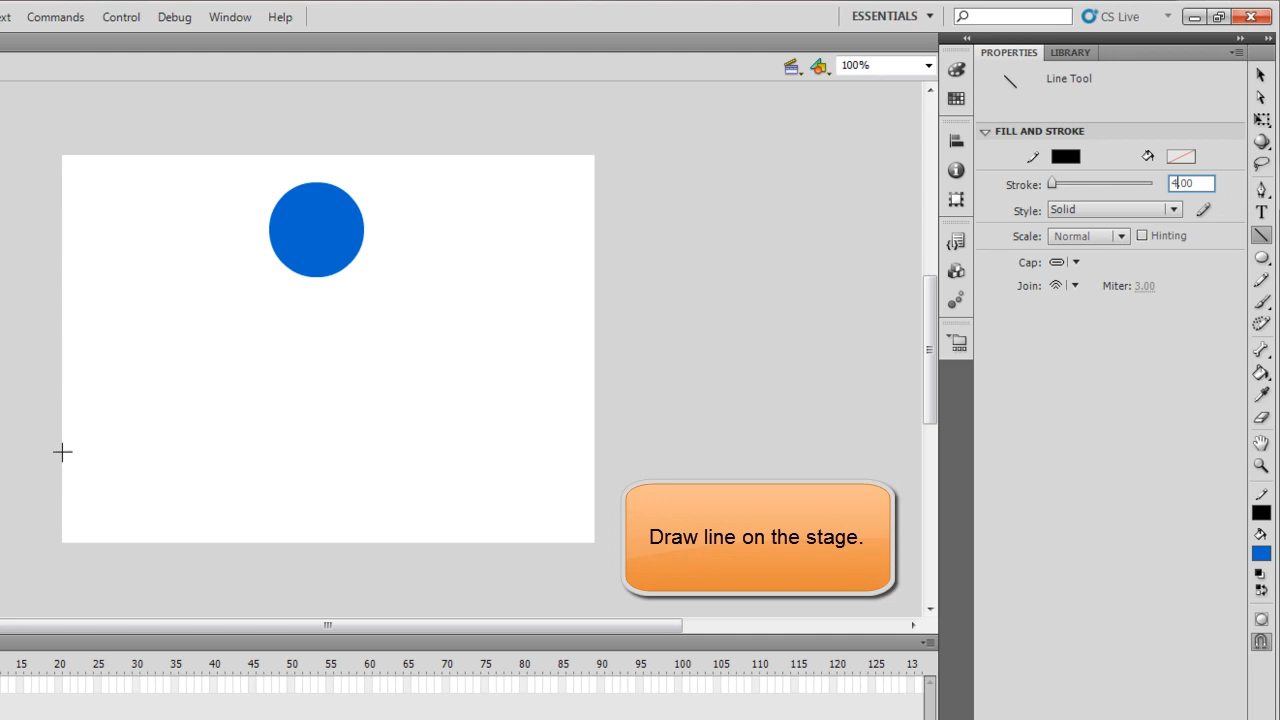 ext Commands Control Debug Window Help ESSENTIALS CS Live
100%
PROPERTIES LIBRARY
Line Tool
FILL AND STROKE
Stroke: 4.00
Style: Solid
Scale: Normal Hinting
Cap:
Join: Miter: 3.00
Draw line on the stage.
15 20 25 30 35 40 45 50 55 60 65 70 75 80 85 90 95 100 105 110 115 120 125 13